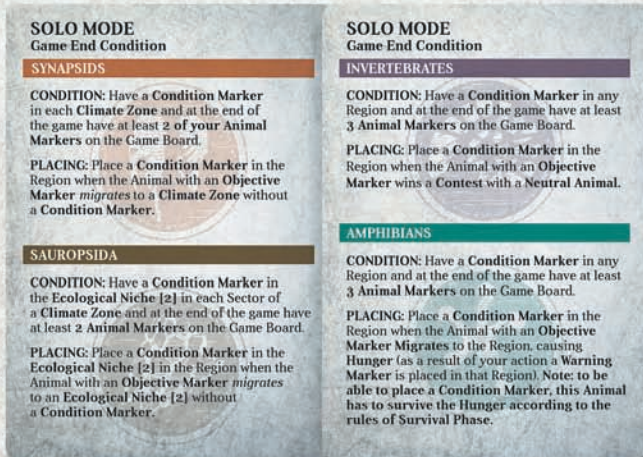 SOLO MODE
Game End Condition
SYNAPSIDS
CONDITION: Have a Condition Marker
in each Climate Zone and at the end of
the game have at least 2 of your Animal
Markers on the Game Board.
PLACING: Place a Condition Marker in the
Region when the Animal with an Objective
Marker migrates to a Climate Zone without
a Condition Marker.
SAUROPSIDA
CONDITION: Have a Condition Marker in
the Ecological Niche [2] in each Sector of
a Climate Zone and at the end of the game have
at least 2 Animal Markers on the Game Board.
PLACING: Place a Condition Marker in the
Ecological Niche [2] in the Region when the
Animal with an Objective Marker migrates
to an Ecological Niche [2] without
a Condition Marker.
SOLO MODE
Game End Condition
INVERTEBRATES
CONDITION: Have a Condition Marker in any
Region and at the end of the game have at least
3 Animal Markers on the Game Board.
PLACING: Place a Condition Marker in the
Region when the Animal with an Objective
Marker wins a Contest with a Neutral Animal.
AMPHIBIANS
CONDITION: Have a Condition Marker in any
Region and at the end of the game have at least
3 Animal Markers on the Game Board.
PLACING: Place a Condition Marker in the
Region when the Animal with an Objective
Marker Migrates to the Region, causing
Hunger (as a result of your action a Warning
Marker is placed in that Region). Note: to be
able to place a Condition Marker, this Animal
has to survive the Hunger according to the
rules of Survival Phase.